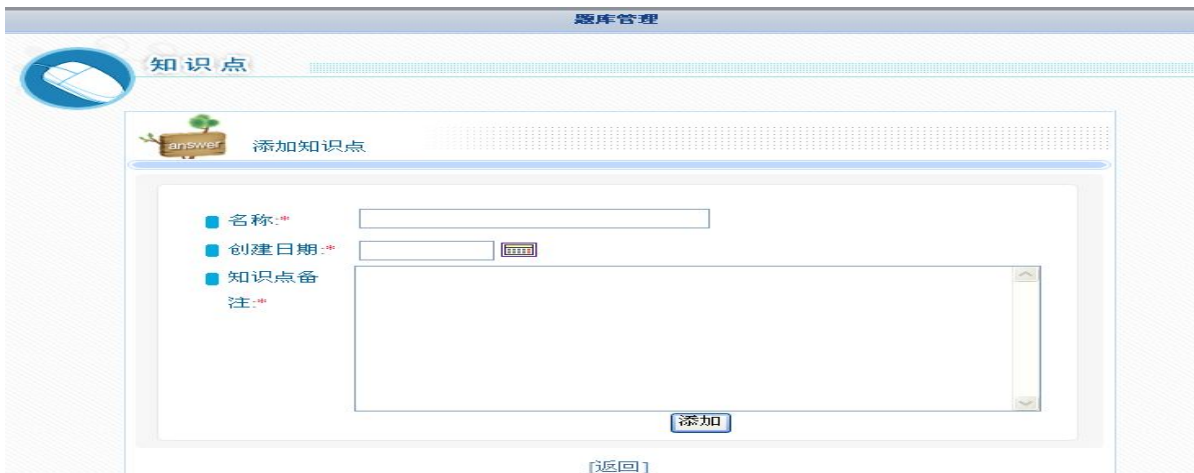 题库管理
知识点
answer
添加知识点
名称:*
创建日期:*
知识点备
注:*
添加
[返回]